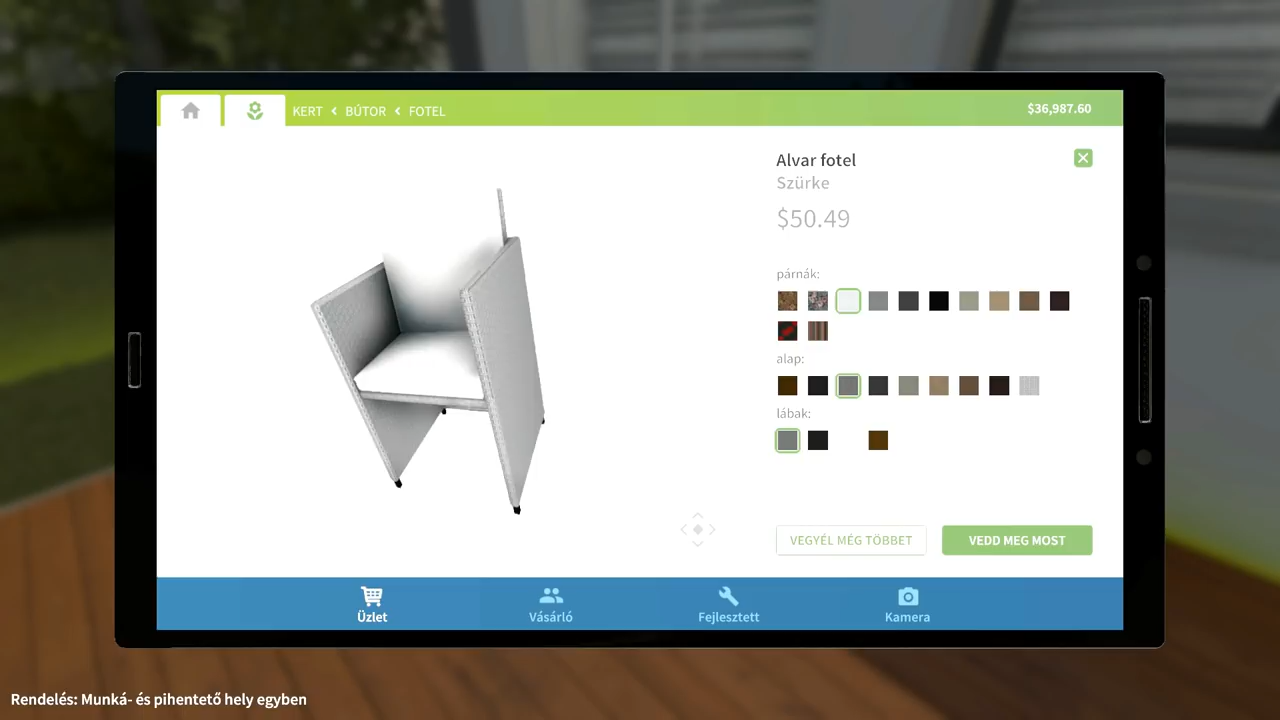 KERT < BÚTOR < FOTEL
$36,987.60
Alvar fotel
Szürke
$50.49
párnák:
alap:
lábak:
VEGYÉL MÉG TÖBBET
VEDD MEG MOST
Üzlet
Vásárló
Fejlesztett
Kamera
Rendelés: Munká- és pihentető hely egyben